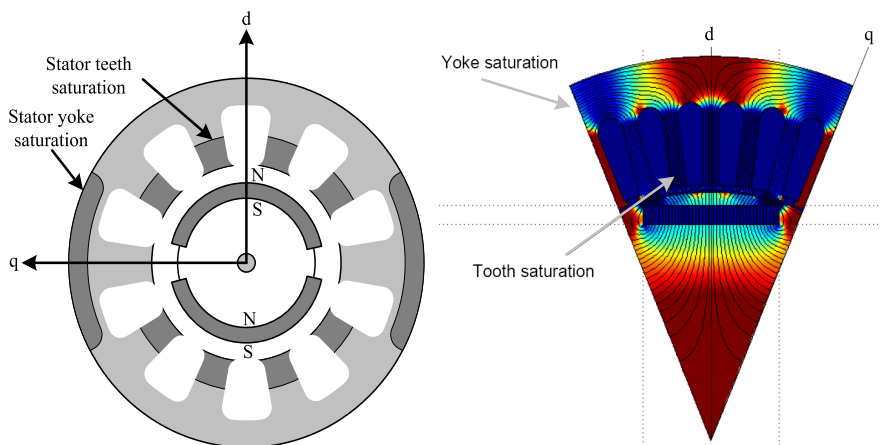 d
Stator teeth
saturation
Stator yoke
saturation
N
S
q
N
S
d
q
Yoke saturation
Tooth saturation